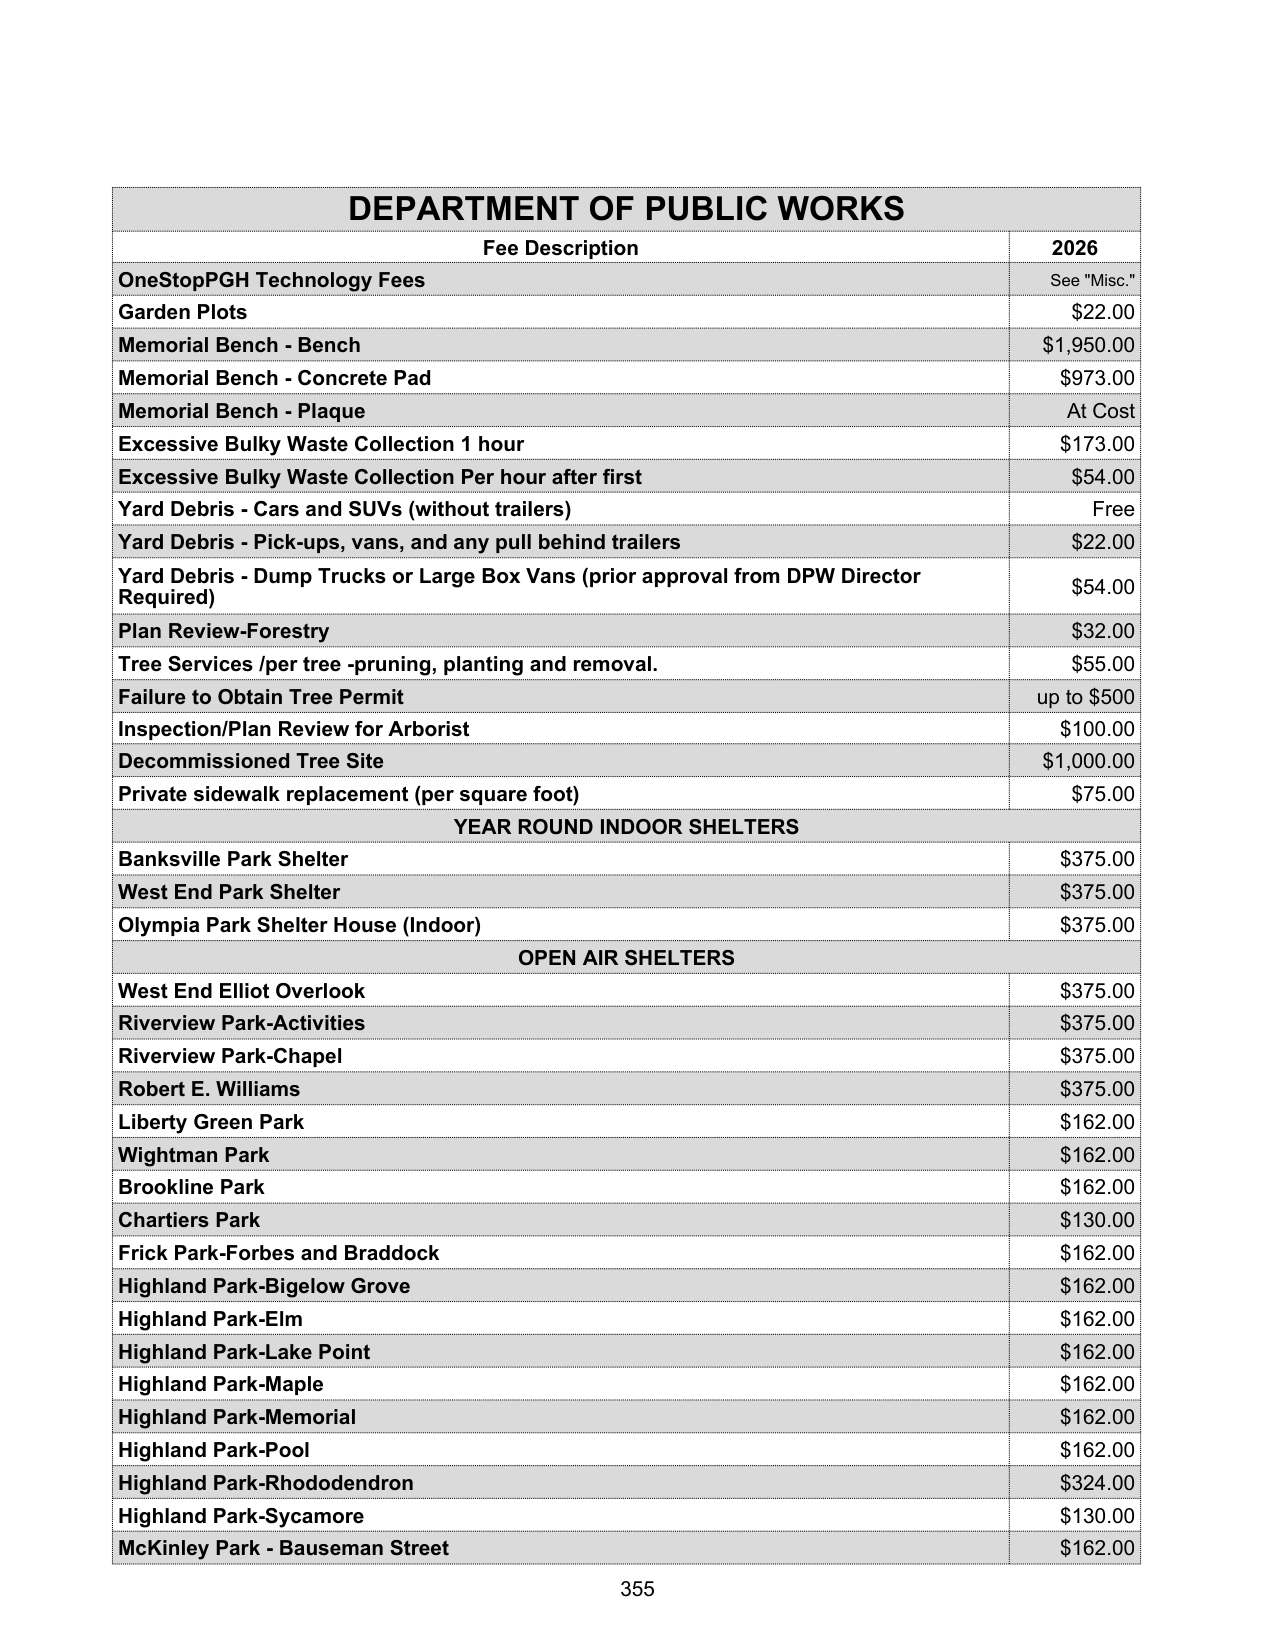 DEPARTMENT OF PUBLIC WORKS
Fee Description 2026
OneStopPGH Technology Fees See "Misc."
Garden Plots $22.00
Memorial Bench - Bench $1,950.00
Memorial Bench - Concrete Pad $973.00
Memorial Bench - Plaque At Cost
Excessive Bulky Waste Collection 1 hour $173.00
Excessive Bulky Waste Collection Per hour after first $54.00
Yard Debris - Cars and SUVs (without trailers) Free
Yard Debris - Pick-ups, vans, and any pull behind trailers $22.00
Yard Debris - Dump Trucks or Large Box Vans (prior approval from DPW Director
Required) $54.00
Plan Review-Forestry $32.00
Tree Services /per tree -pruning, planting and removal. $55.00
Failure to Obtain Tree Permit up to $500
Inspection/Plan Review for Arborist $100.00
Decommissioned Tree Site $1,000.00
Private sidewalk replacement (per square foot) $75.00
YEAR ROUND INDOOR SHELTERS
Banksville Park Shelter $375.00
West End Park Shelter $375.00
Olympia Park Shelter House (Indoor) $375.00
OPEN AIR SHELTERS
West End Elliot Overlook $375.00
Riverview Park-Activities $375.00
Riverview Park-Chapel $375.00
Robert E. Williams $375.00
Liberty Green Park $162.00
Wightman Park $162.00
Brookline Park $162.00
Chartiers Park $130.00
Frick Park-Forbes and Braddock $162.00
Highland Park-Bigelow Grove $162.00
Highland Park-Elm $162.00
Highland Park-Lake Point $162.00
Highland Park-Maple $162.00
Highland Park-Memorial $162.00
Highland Park-Pool $162.00
Highland Park-Rhododendron $324.00
Highland Park-Sycamore $130.00
McKinley Park - Bauseman Street $162.00
355